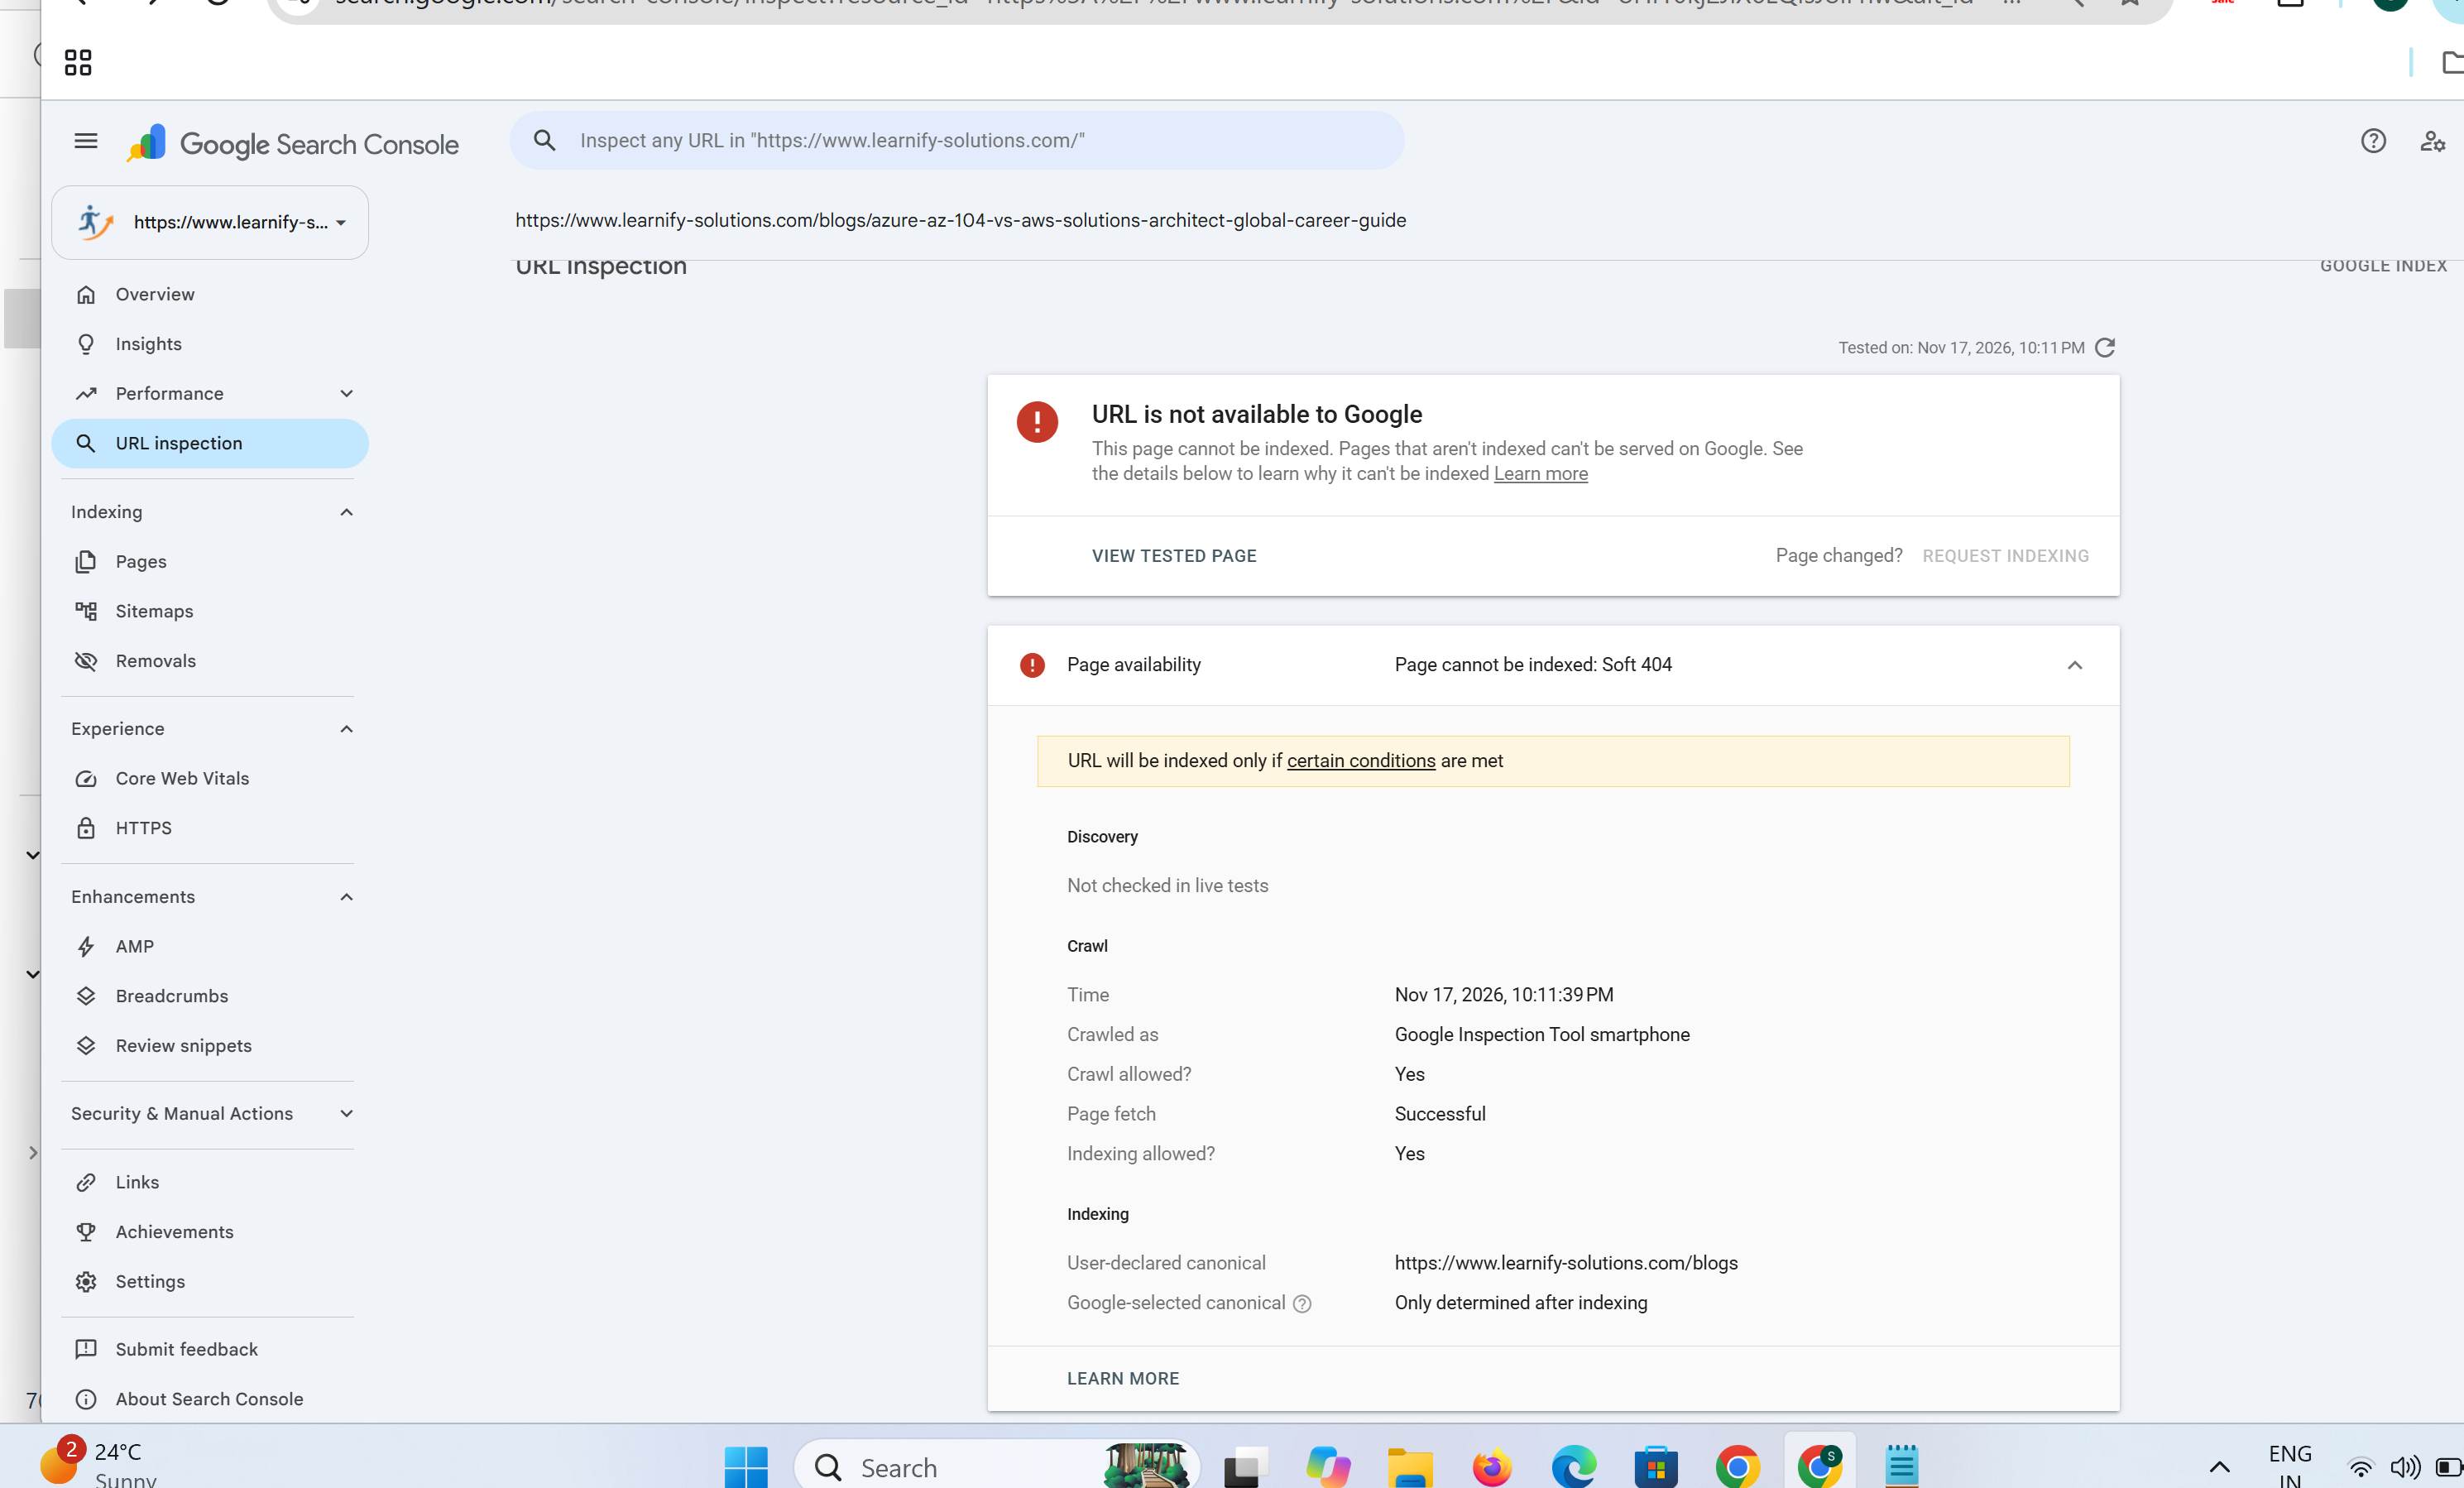 Google Search Console
Inspect any URL in "https://www.learnify-solutions.com/"
https://www.learnify-s...
https://www.learnify-solutions.com/blogs/azure-az-104-vs-aws-solutions-architect-global-career-guide
URL inspection
GOOGLE INDEX
Overview
Insights
Performance
URL inspection
Indexing
Pages
Sitemaps
Removals
Experience
Core Web Vitals
HTTPS
Enhancements
AMP
Breadcrumbs
Review snippets
Security & Manual Actions
Links
Achievements
Settings
Submit feedback
About Search Console
Tested on: Nov 17, 2026, 10:11 PM
URL is not available to Google
This page cannot be indexed. Pages that aren't indexed can't be served on Google. See
the details below to learn why it can't be indexed Learn more
VIEW TESTED PAGE
Page changed? REQUEST INDEXING
Page availability Page cannot be indexed: Soft 404
URL will be indexed only if certain conditions are met
Discovery
Not checked in live tests
Crawl
Time Nov 17, 2026, 10:11:39 PM
Crawled as Google Inspection Tool smartphone
Crawl allowed? Yes
Page fetch Successful
Indexing allowed? Yes
Indexing
User-declared canonical https://www.learnify-solutions.com/blogs
Google-selected canonical Only determined after indexing
LEARN MORE
2
24°C
Sunny
Search
S
ENG
IN